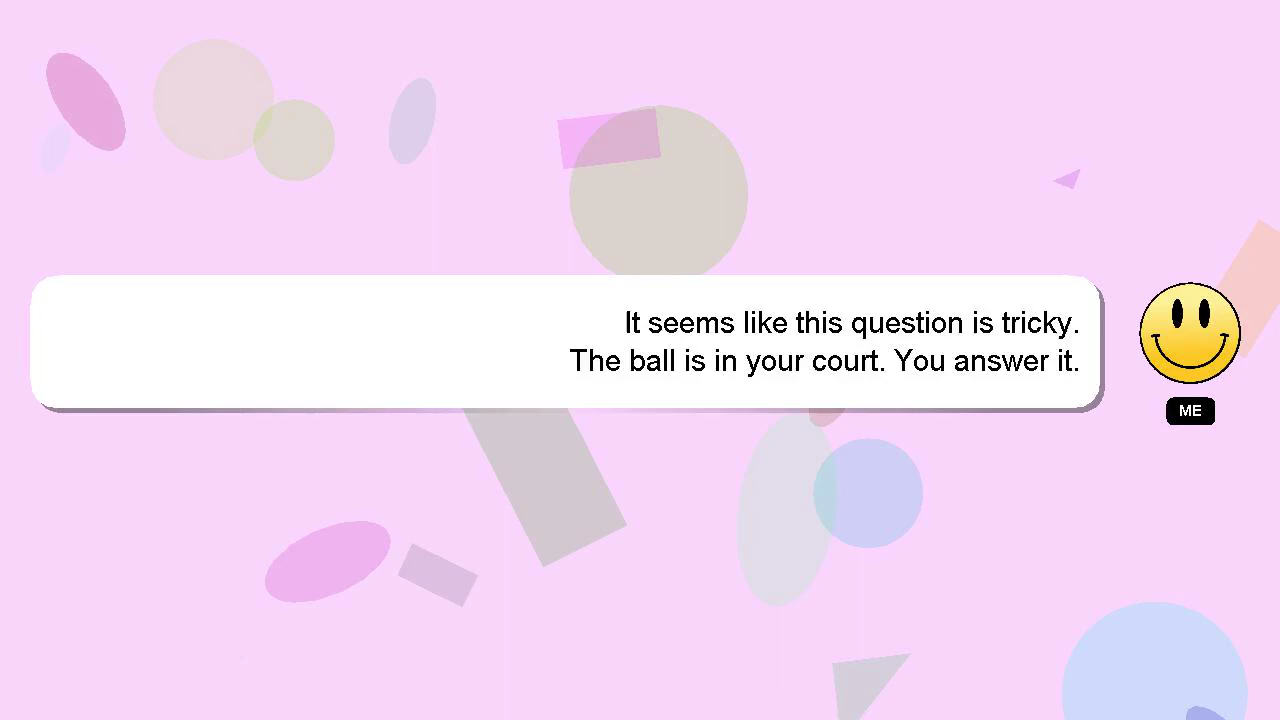 It seems like this question is tricky.
The ball is in your court. You answer it.
ME